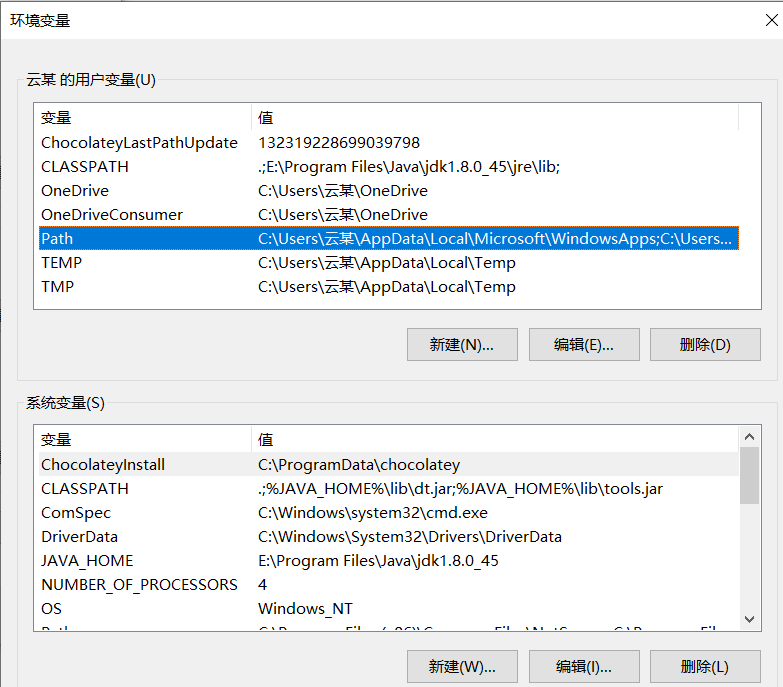 环境变量
云某 的用户变量(U)
变量 值
ChocolateyLastPathUpdate 132319228699039798
CLASSPATH .;E:\Program Files\Java\jdk1.8.0_45\jre\lib;
OneDrive C:\Users\云某\OneDrive
OneDriveConsumer C:\Users\云某\OneDrive
Path C:\Users\云某\AppData\Local\Microsoft\WindowsApps;C:\Users...
TEMP C:\Users\云某\AppData\Local\Temp
TMP C:\Users\云某\AppData\Local\Temp
新建(N)... 编辑(E)... 删除(D)
系统变量(S)
变量 值
ChocolateyInstall C:\ProgramData\chocolatey
CLASSPATH .;%JAVA_HOME%\lib\dt.jar;%JAVA_HOME%\lib\tools.jar
ComSpec C:\Windows\system32\cmd.exe
DriverData C:\Windows\System32\Drivers\DriverData
JAVA_HOME E:\Program Files\Java\jdk1.8.0_45
NUMBER_OF_PROCESSORS 4
OS Windows_NT
新建(W)... 编辑(I)... 删除(L)